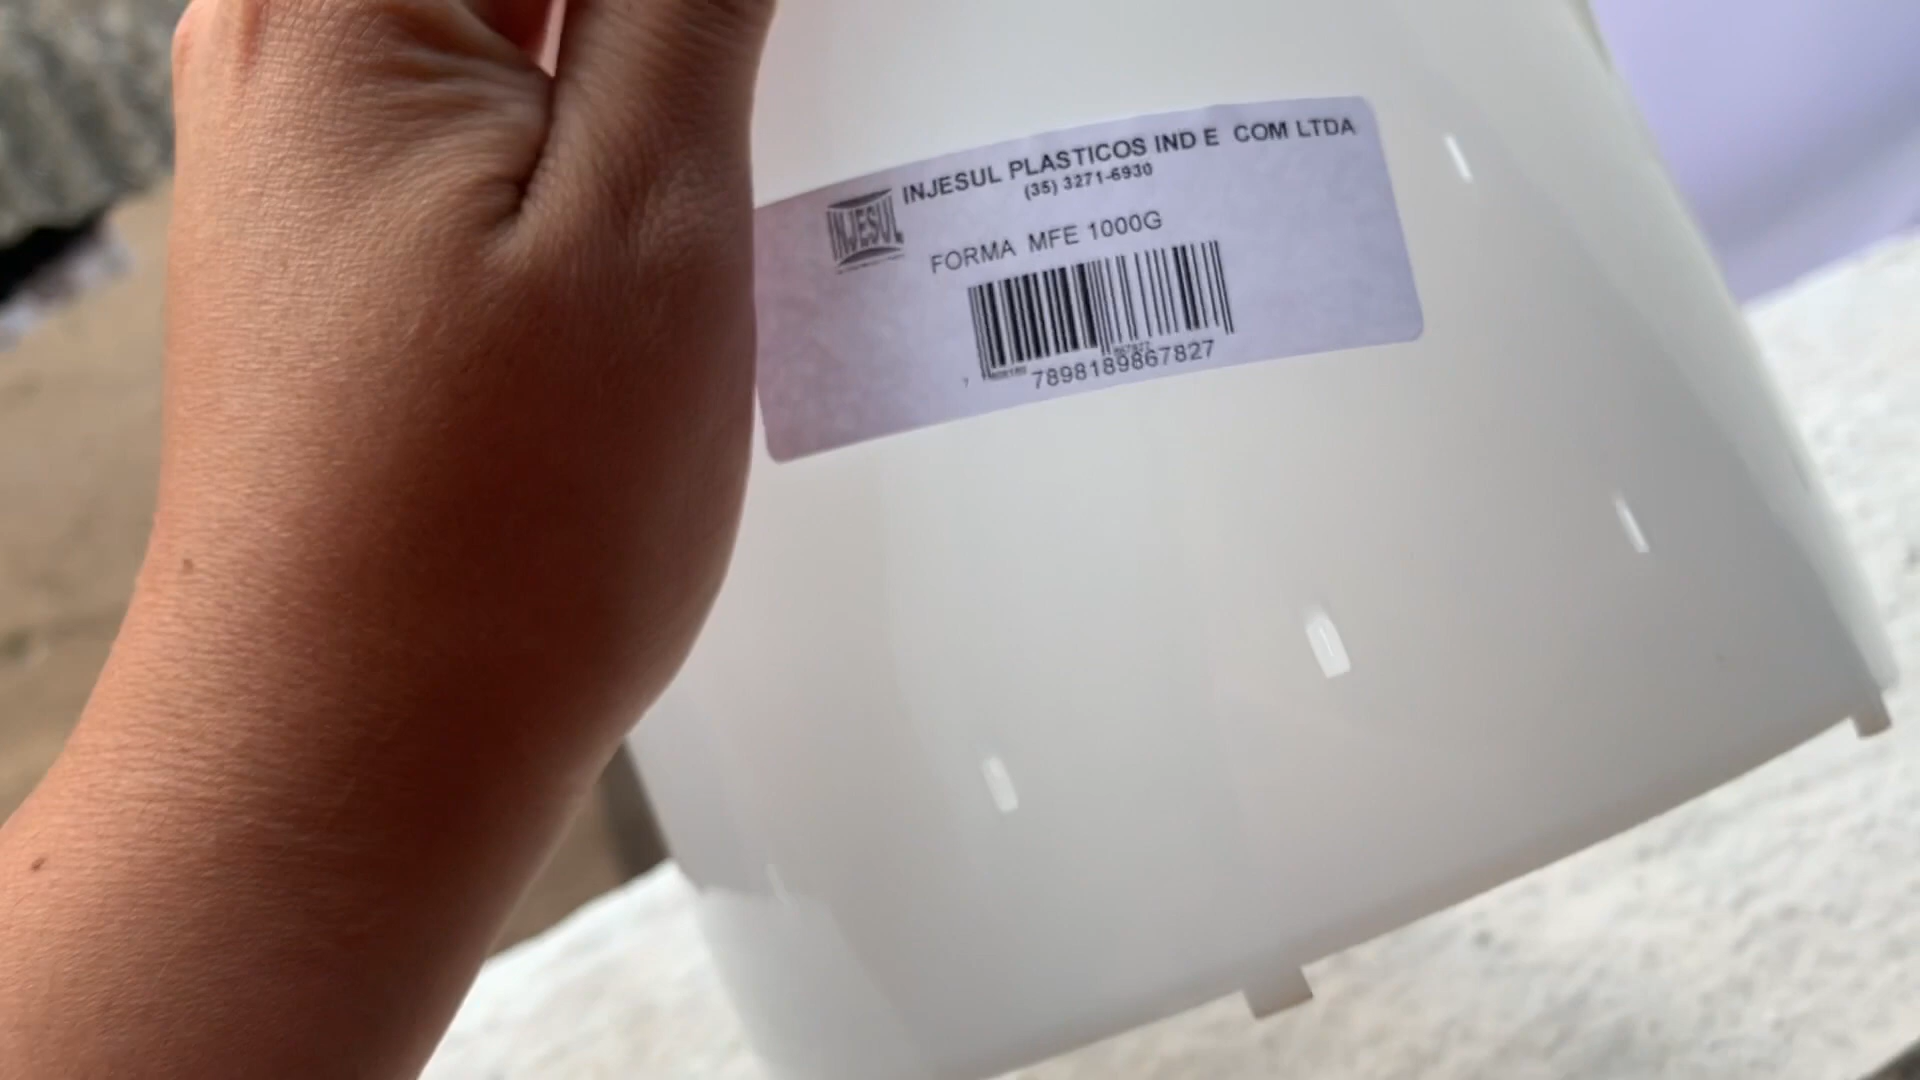 INJESUL PLASTICOS IND E COM LTDA
(35) 3271-6930
INJESUL
FORMA MFE 1000G
7898189867827